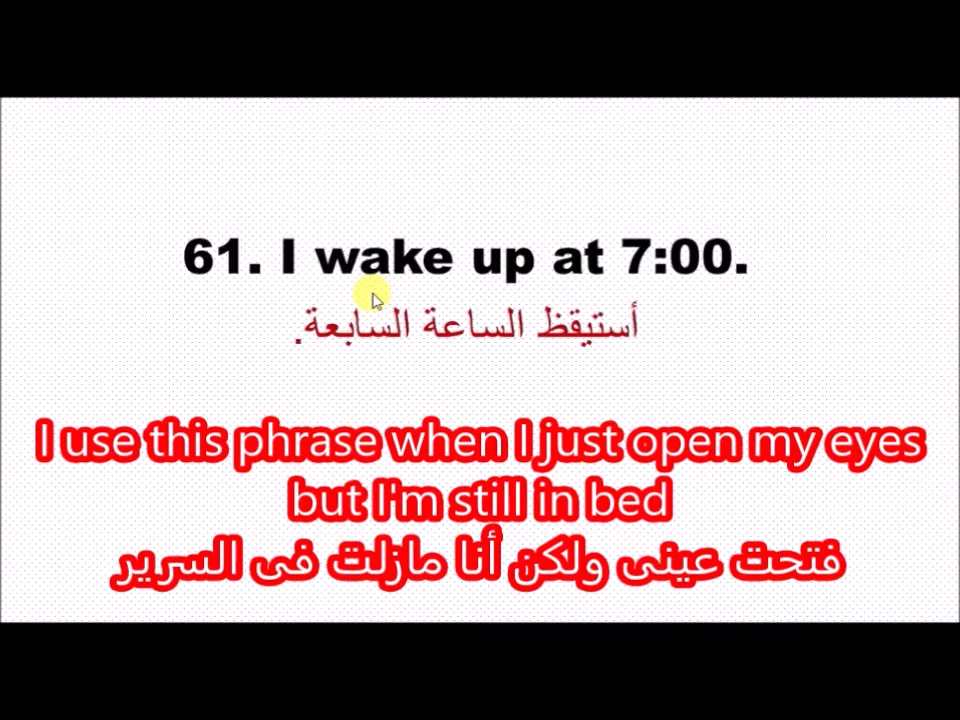 61. I wake up at 7:00.
أستيقظ الساعة السابعة.
I use this phrase when I just open my eyes
but I'm still in bed
فتحت عينى ولكن أنا مازلت فى السرير